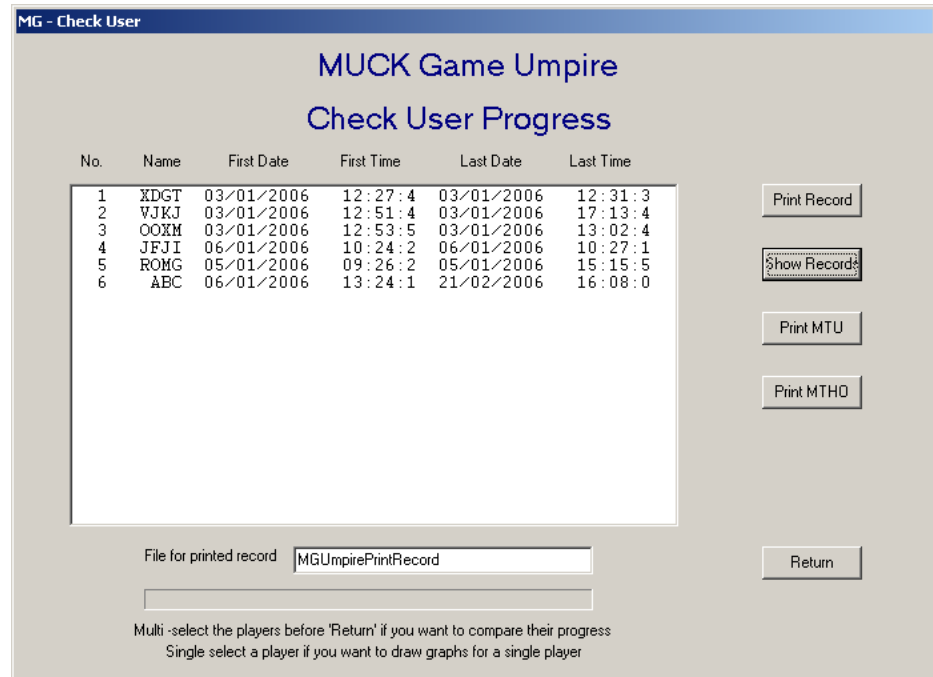 MG - Check User
MUCK Game Umpire
Check User Progress
No. Name First Date First Time Last Date Last Time
1 XDGT 03/01/2006 12:27:4 03/01/2006 12:31:3
2 VJKJ 03/01/2006 12:51:4 03/01/2006 17:13:4
3 OOXM 03/01/2006 12:53:5 03/01/2006 13:02:4
4 JFJI 06/01/2006 10:24:2 06/01/2006 10:27:1
5 ROMG 05/01/2006 09:26:2 05/01/2006 15:15:5
6 ABC 06/01/2006 13:24:1 21/02/2006 16:08:0
Print Record
Show Records
Print MTU
Print MTHO
File for printed record MGUmpirePrintRecord
Return
Multi -select the players before 'Return' if you want to compare their progress
Single select a player if you want to draw graphs for a single player